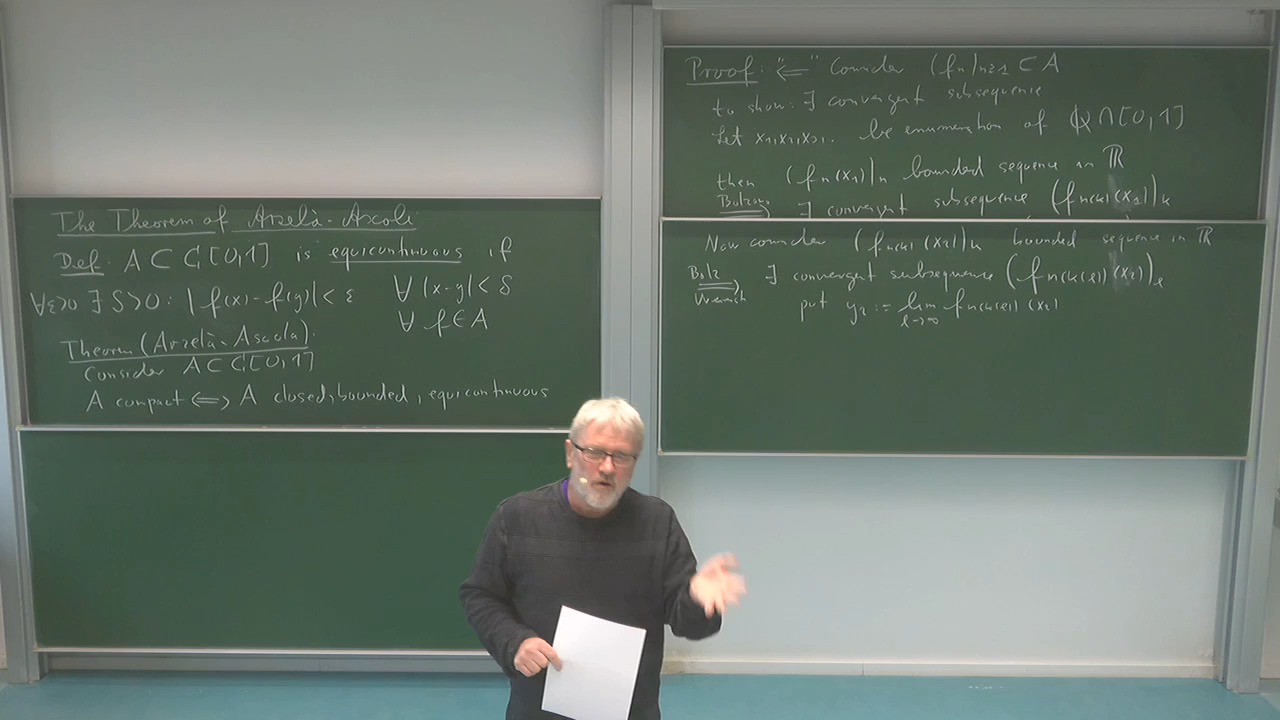 The Theorem of Arzelà-Ascoli
Def. A ⊂ C[0,1] is equicontinuous if
∀ε>0 ∃ δ>0: |f(x)-f(y)| < ε ∀ |x-y| < δ
∀ f ∈ A
Theorem (Arzelà-Ascola)
Consider A ⊂ C[0,1]
A compact ⟺ A closed, bounded, equicontinuous
Proof: "⟸" Consider (fn)n≥1 ⊂ A
to show: ∃ convergent subsequence
Let x1,x2,x3,.. be enumeration of ℚ∩[0,1]
then (fn(x1))n bounded sequence in ℝ
Bolzano ∃ convergent subsequence (fn(k)(x1))k
Now consider (fn(k)(x2))k bounded sequence in ℝ
Bolz ∃ convergent subsequence (fn(k(l))(x2))l
put y2 := lim fn(k(l))(x2)
l→∞